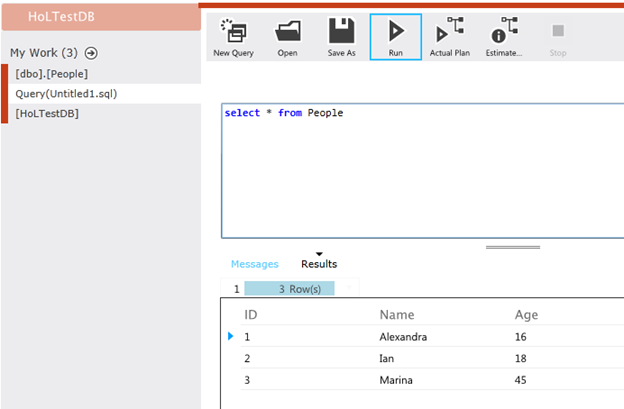 HoLTestDB
My Work (3)
[dbo].[People]
Query(Untitled1.sql)
[HoLTestDB]
New Query Open Save As Run Actual Plan Estimate... Stop
select * from People
Messages Results
1 3 Row(s)
ID Name Age
1 Alexandra 16
2 Ian 18
3 Marina 45